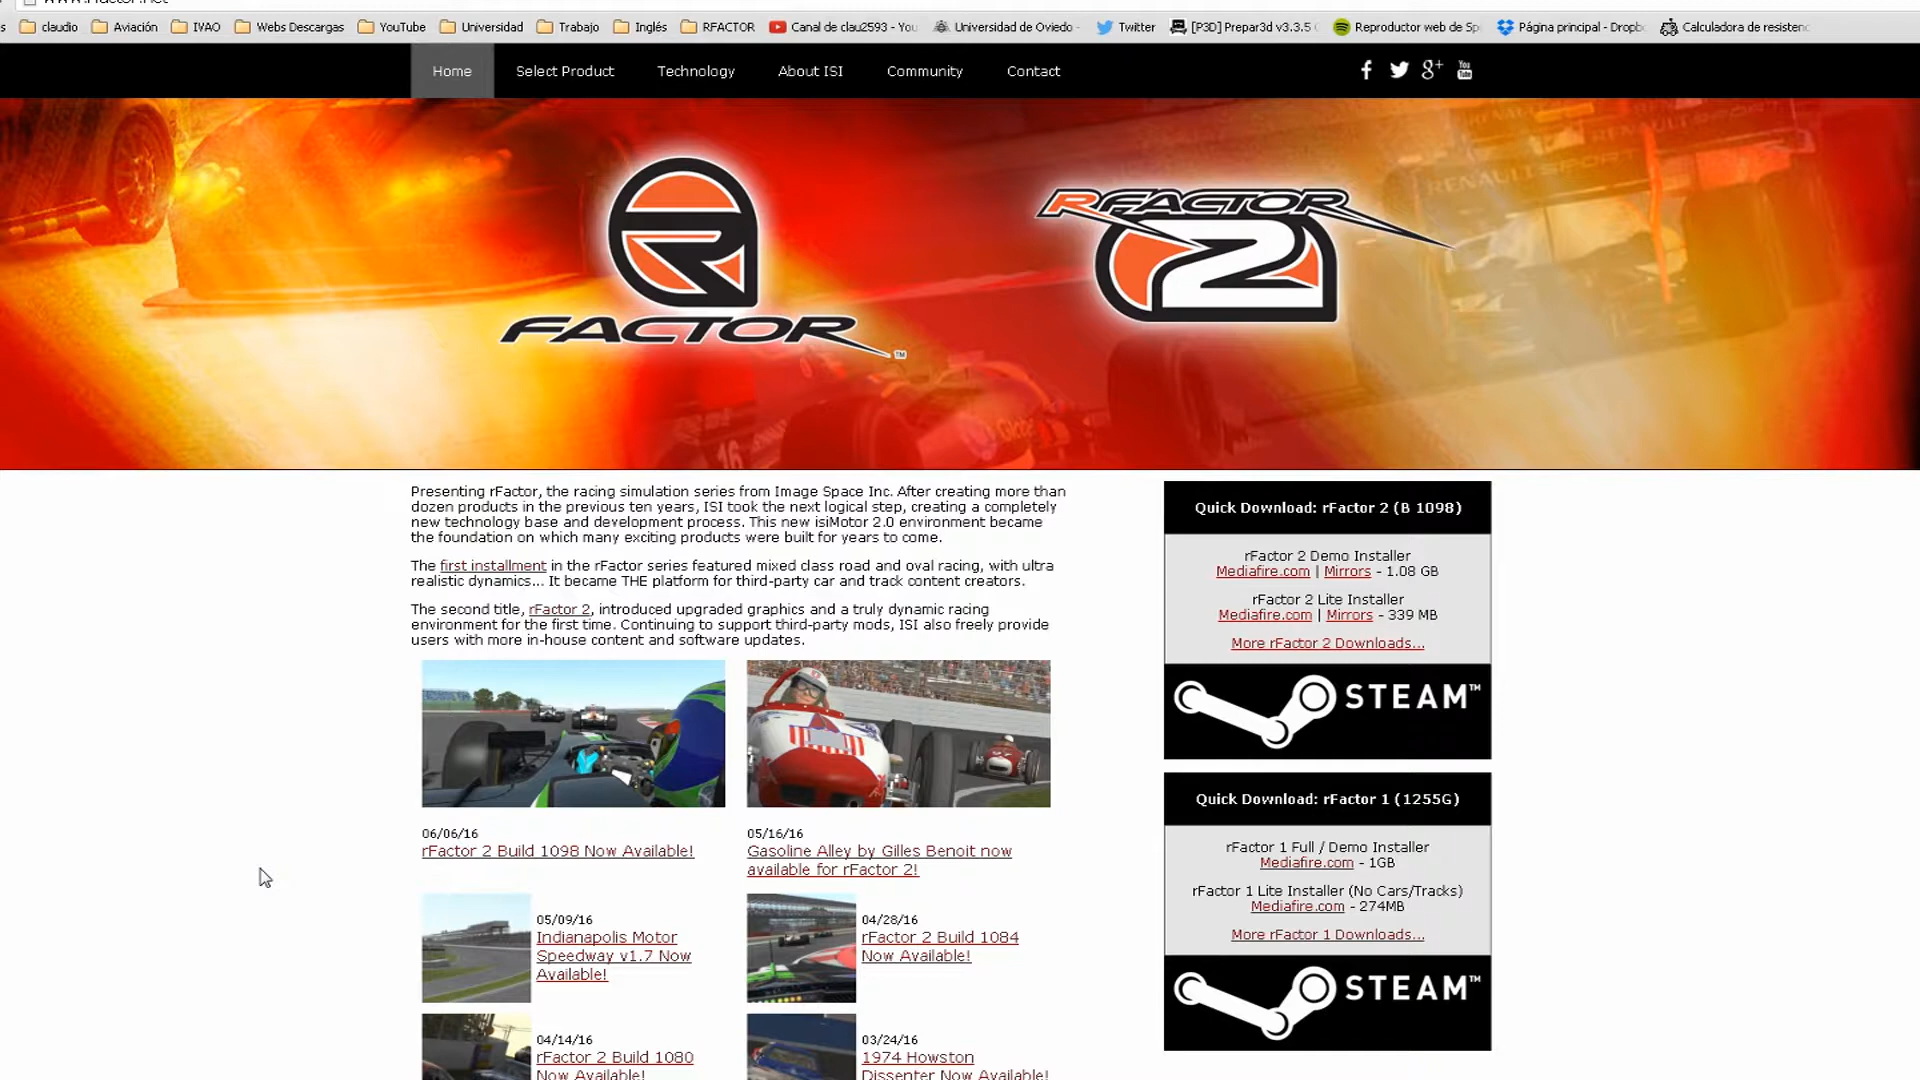 claudio Aviación IVAO Webs Descargas YouTube Universidad Trabajo Inglés RFACTOR Canal de clau2593 - You Universidad de Oviedo - Twitter [P3D] Prepar3d v3.3.5 Reproductor web de Sp Página principal - Dropb Calculadora de resistenc
Home Select Product Technology About ISI Community Contact
FACTOR ™
RFACTOR
2
Presenting rFactor, the racing simulation series from Image Space Inc. After creating more than
dozen products in the previous ten years, ISI took the next logical step, creating a completely
new technology base and development process. This new isiMotor 2.0 environment became
the foundation on which many exciting products were built for years to come.
The first installment in the rFactor series featured mixed class road and oval racing, with ultra
realistic dynamics... It became THE platform for third-party car and track content creators.
The second title, rFactor 2, introduced upgraded graphics and a truly dynamic racing
environment for the first time. Continuing to support third-party mods, ISI also freely provide
users with more in-house content and software updates.
06/06/16
rFactor 2 Build 1098 Now Available!
05/16/16
Gasoline Alley by Gilles Benoit now
available for rFactor 2!
05/09/16
Indianapolis Motor
Speedway v1.7 Now
Available!
04/28/16
rFactor 2 Build 1084
Now Available!
04/14/16
rFactor 2 Build 1080
Now Available!
03/24/16
1974 Howston
Dissenter Now Available!
Quick Download: rFactor 2 (B 1098)
rFactor 2 Demo Installer
Mediafire.com | Mirrors - 1.08 GB
rFactor 2 Lite Installer
Mediafire.com | Mirrors - 339 MB
More rFactor 2 Downloads...
STEAM™
Quick Download: rFactor 1 (1255G)
rFactor 1 Full / Demo Installer
Mediafire.com - 1GB
rFactor 1 Lite Installer (No Cars/Tracks)
Mediafire.com - 274MB
More rFactor 1 Downloads...
STEAM™